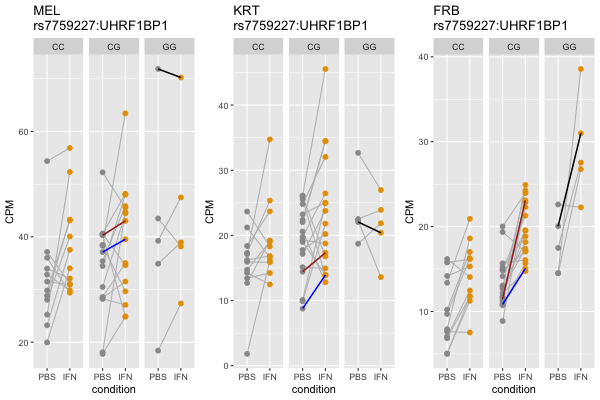 MEL
rs7759227:UHRF1BP1
CC CG GG
CPM
60
40
20
PBS IFN PBS IFN PBS IFN
condition
KRT
rs7759227:UHRF1BP1
CC CG GG
CPM
40
30
20
10
0
PBS IFN PBS IFN PBS IFN
condition
FRB
rs7759227:UHRF1BP1
CC CG GG
CPM
40
30
20
10
PBS IFN PBS IFN PBS IFN
condition